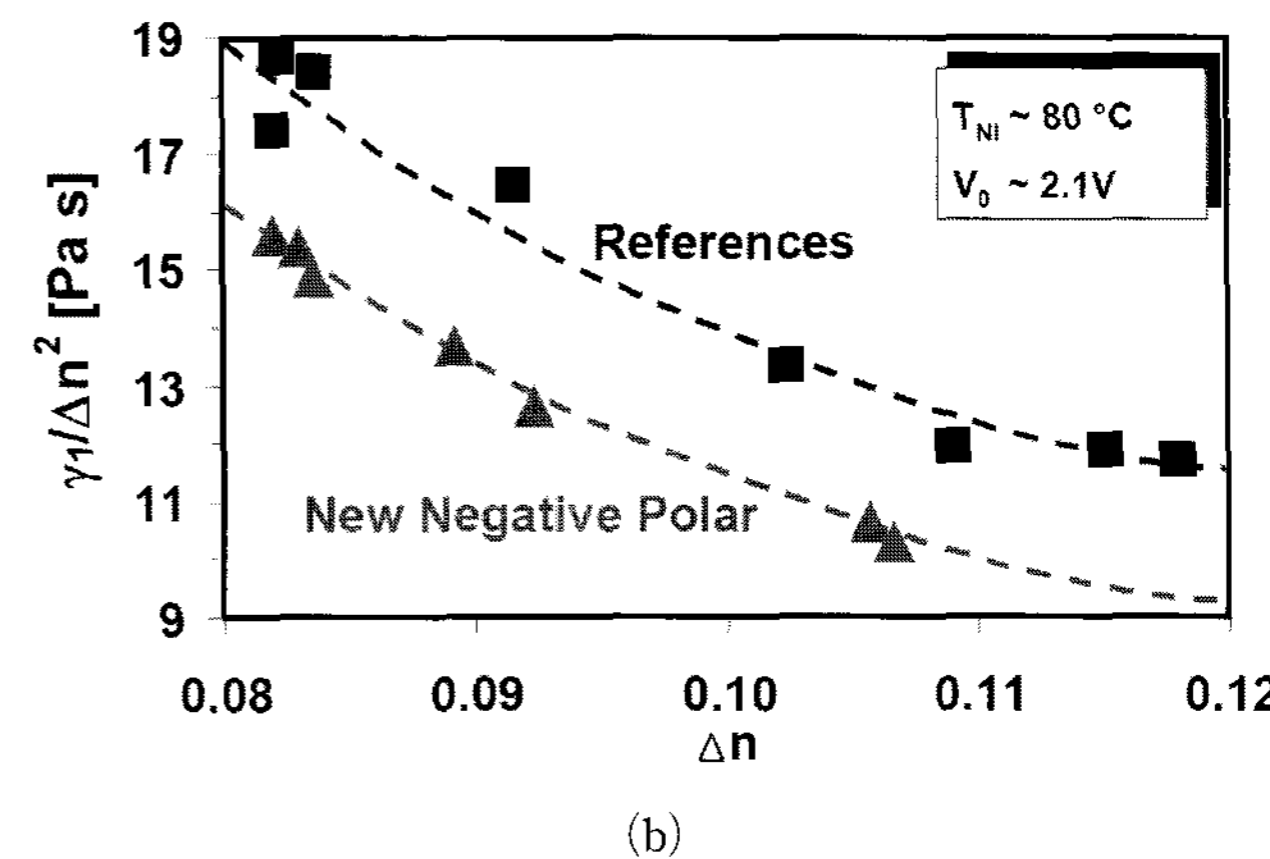 19
17
15
13
11
9
γ1/Δn2 [Pa s]
TNI ~ 80 °C
V0 ~ 2.1V
References
New Negative Polar
0.08 0.09 0.10 0.11 0.12
Δn
(b)